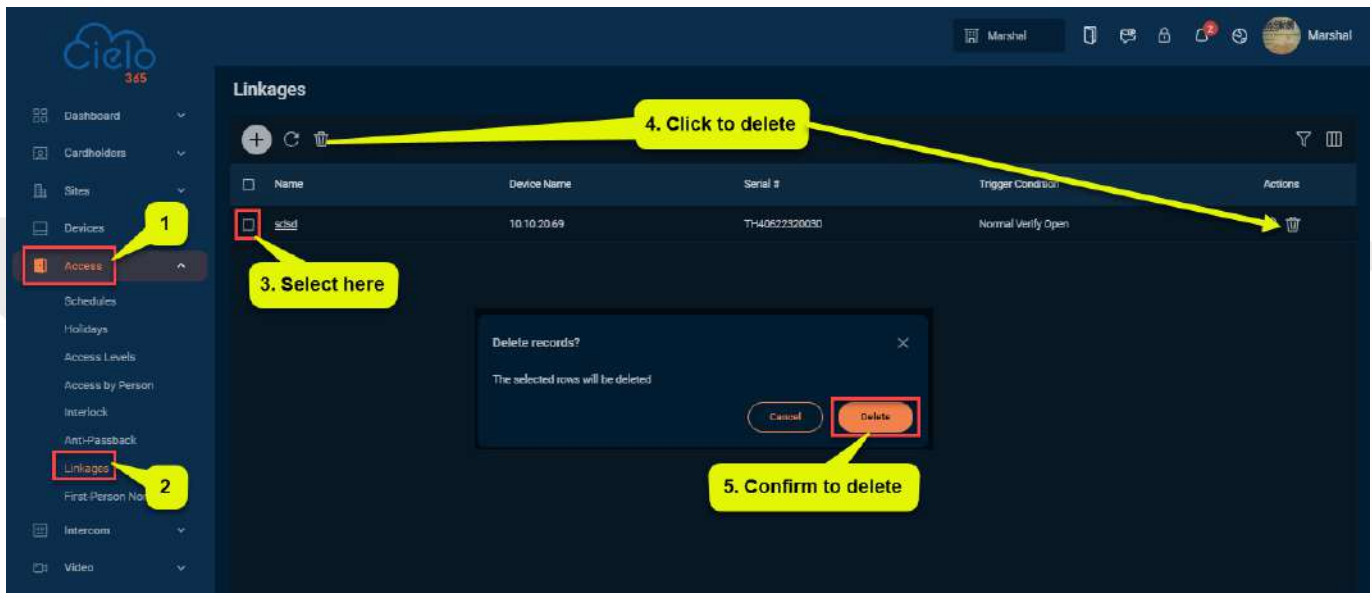 Cielo
365
Marshal
2
Marshal
Linkages
4. Click to delete
Dashboard
Cardholders
Sites
Devices
1
Access
Schedules
Holidays
Access Levels
Access by Person
Interlock
Anti-Passback
Linkages
2
First-Person
Intercom
Video
Name Device Name Serial # Trigger Condition Actions
sdsd 10.10.20.69 TH40622320030 Normal Verify Open
3. Select here
Delete records?
The selected rows will be deleted
Cancel Delete
5. Confirm to delete